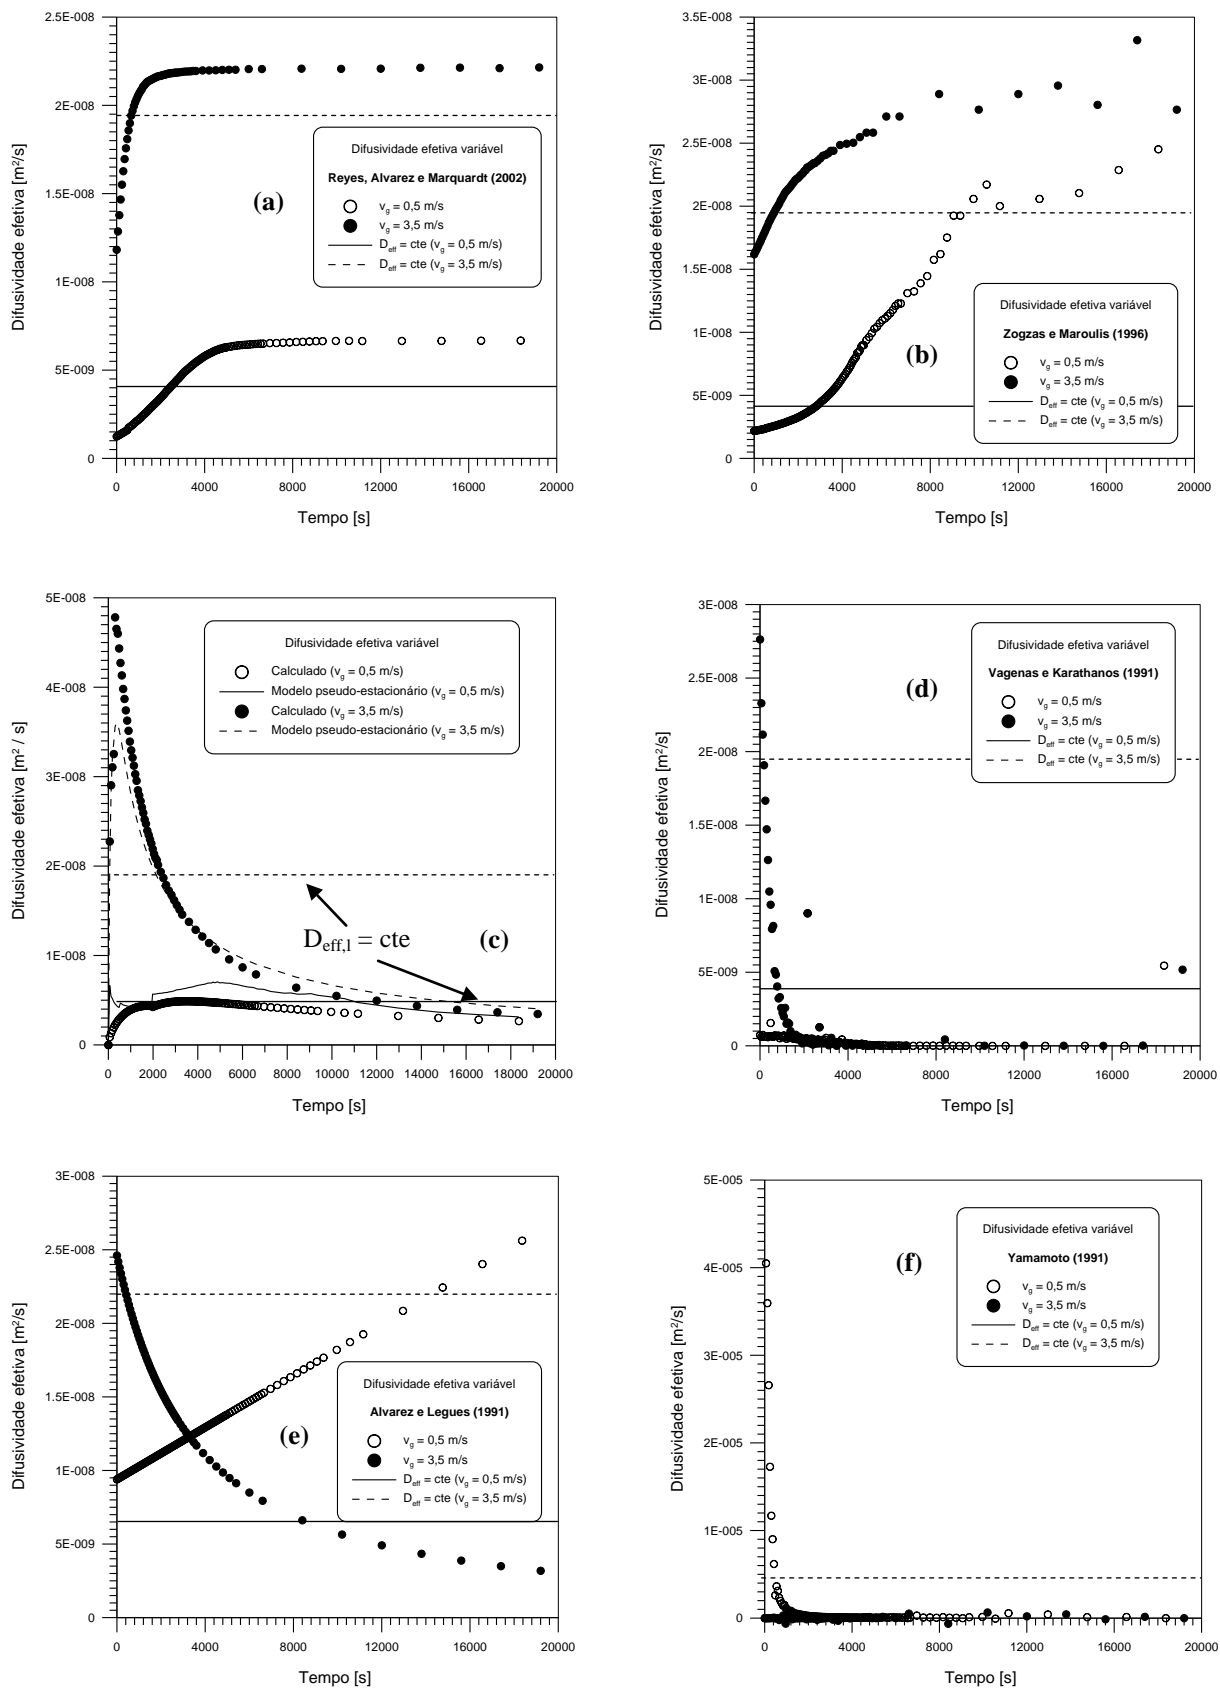 2.5E-008
2E-008
1.5E-008
1E-008
5E-009
0
Difusividade efetiva [m²/s]
Difusividade efetiva variável
Reyes, Alvarez e Marquardt (2002)
v_g = 0,5 m/s
v_g = 3,5 m/s
D_eff = cte (v_g = 0,5 m/s)
D_eff = cte (v_g = 3,5 m/s)
(a)
0 4000 8000 12000 16000 20000
Tempo [s]
3.5E-008
3E-008
2.5E-008
2E-008
1.5E-008
1E-008
5E-009
0
Difusividade efetiva [m²/s]
Difusividade efetiva variável
Zogzas e Maroulis (1996)
v_g = 0,5 m/s
v_g = 3,5 m/s
D_eff = cte (v_g = 0,5 m/s)
D_eff = cte (v_g = 3,5 m/s)
(b)
0 4000 8000 12000 16000 20000
Tempo [s]
5E-008
4E-008
3E-008
2E-008
1E-008
0
Difusividade efetiva [m² / s]
Difusividade efetiva variável
Calculado (v_g = 0,5 m/s)
Modelo pseudo-estacionário (v_g = 0,5 m/s)
Calculado (v_g = 3,5 m/s)
Modelo pseudo-estacionário (v_g = 3,5 m/s)
D_eff,l = cte
(c)
0 2000 4000 6000 8000 10000 12000 14000 16000 18000 20000
Tempo [s]
3E-008
2.5E-008
2E-008
1.5E-008
1E-008
5E-009
0
Difusividade efetiva [m²/s]
Difusividade efetiva variável
Vagenas e Karathanos (1991)
v_g = 0,5 m/s
v_g = 3,5 m/s
D_eff = cte (v_g = 0,5 m/s)
D_eff = cte (v_g = 3,5 m/s)
(d)
0 4000 8000 12000 16000 20000
Tempo [s]
3E-008
2.5E-008
2E-008
1.5E-008
1E-008
5E-009
0
Difusividade efetiva [m²/s]
Difusividade efetiva variável
Alvarez e Legues (1991)
v_g = 0,5 m/s
v_g = 3,5 m/s
D_eff = cte (v_g = 0,5 m/s)
D_eff = cte (v_g = 3,5 m/s)
(e)
0 4000 8000 12000 16000 20000
Tempo [s]
5E-005
4E-005
3E-005
2E-005
1E-005
0
Difusividade efetiva [m²/s]
Difusividade efetiva variável
Yamamoto (1991)
v_g = 0,5 m/s
v_g = 3,5 m/s
D_eff = cte (v_g = 0,5 m/s)
D_eff = cte (v_g = 3,5 m/s)
(f)
0 4000 8000 12000 16000 20000
Tempo [s]